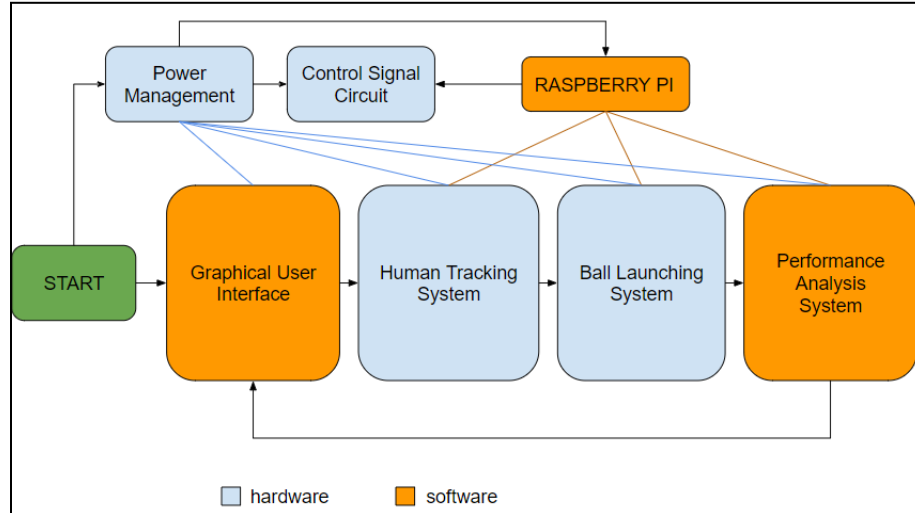 Power
Management
Control Signal
Circuit
RASPBERRY PI
START
Graphical User
Interface
Human Tracking
System
Ball Launching
System
Performance
Analysis
System
hardware
software